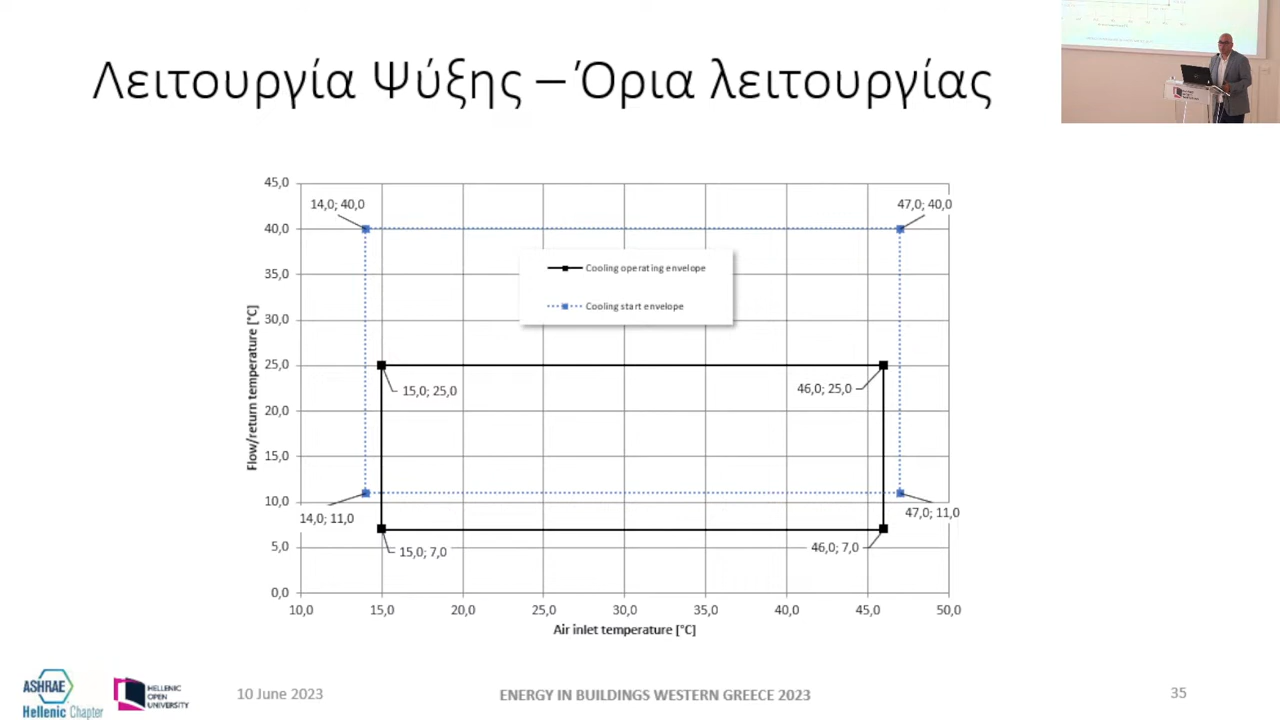 Λειτουργία Ψύξης – Όρια λειτουργίας
45,0
40,0
35,0
30,0
25,0
20,0
15,0
10,0
5,0
0,0
Flow/return temperature [°C]
14,0; 40,0
47,0; 40,0
Cooling operating envelope
Cooling start envelope
15,0; 25,0
46,0; 25,0
14,0; 11,0
47,0; 11,0
15,0; 7,0
46,0; 7,0
10,0 15,0 20,0 25,0 30,0 35,0 40,0 45,0 50,0
Air inlet temperature [°C]
ASHRAE
Hellenic Chapter
HELLENIC
OPEN
UNIVERSITY
10 June 2023
ENERGY IN BUILDINGS WESTERN GREECE 2023
35